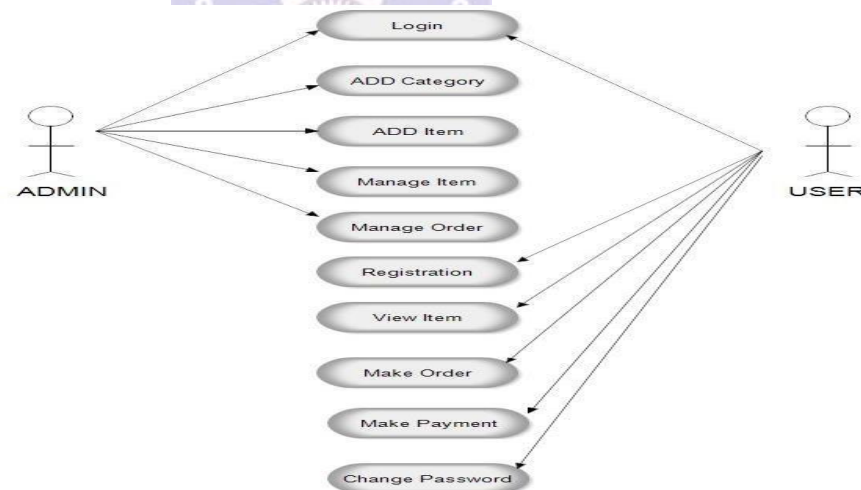 Login
ADD Category
ADD Item
ADMIN
USER
Manage Item
Manage Order
Registration
View Item
Make Order
Make Payment
Change Password